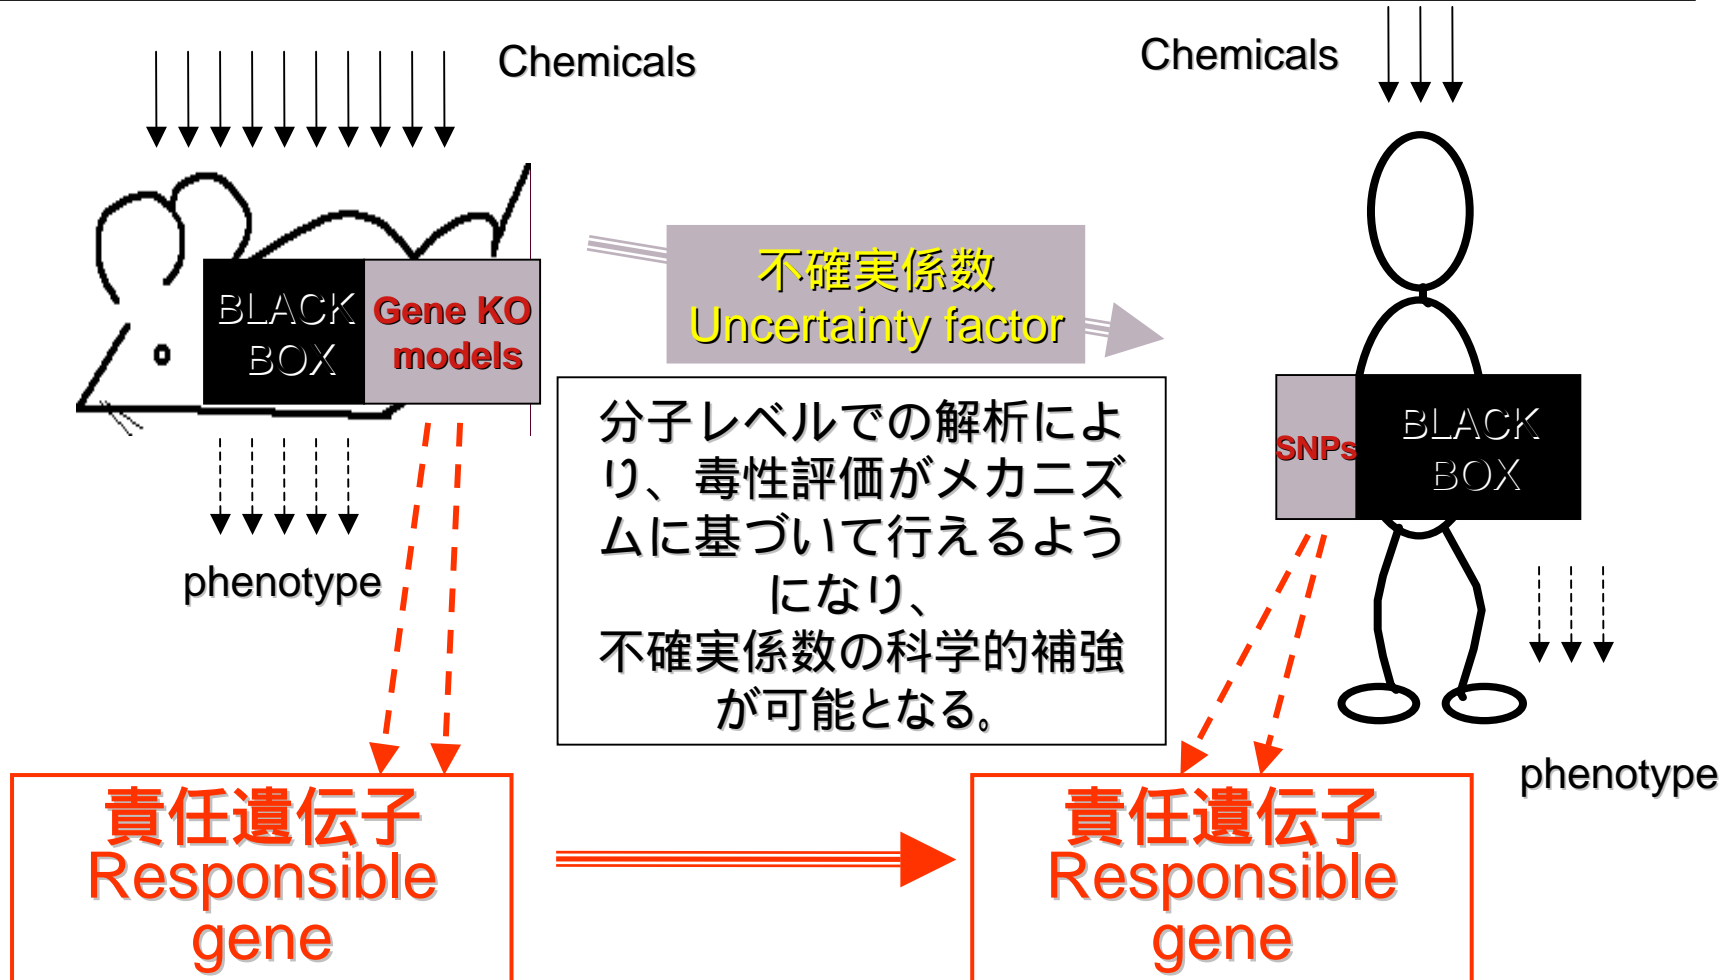 Chemicals
Chemicals
BLACK
BOX
Gene KO
models
不確実係数
Uncertainty factor
分子レベルでの解析によ
り、毒性評価がメカニズ
ムに基づいて行えるよう
になり、
不確実係数の科学的補強
が可能となる。
SNPs
BLACK
BOX
phenotype
phenotype
責任遺伝子
Responsible
gene
責任遺伝子
Responsible
gene